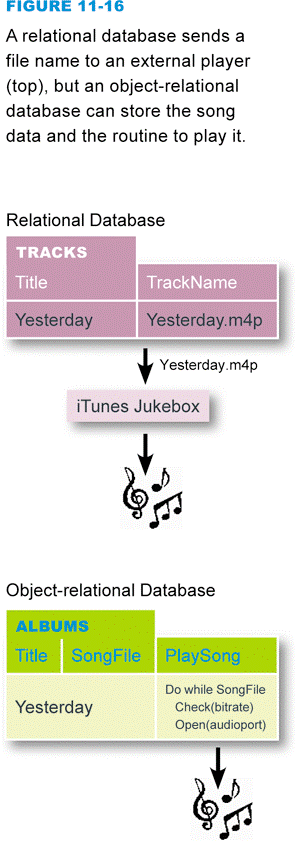 FIGURE 11-16
A relational database sends a
file name to an external player
(top), but an object-relational
database can store the song
data and the routine to play it.
Relational Database
TRACKS
Title TrackName
Yesterday Yesterday.m4p
Yesterday.m4p
iTunes Jukebox
Object-relational Database
ALBUMS
Title SongFile PlaySong
Yesterday
Do while SongFile
Check(bitrate)
Open(audioport)